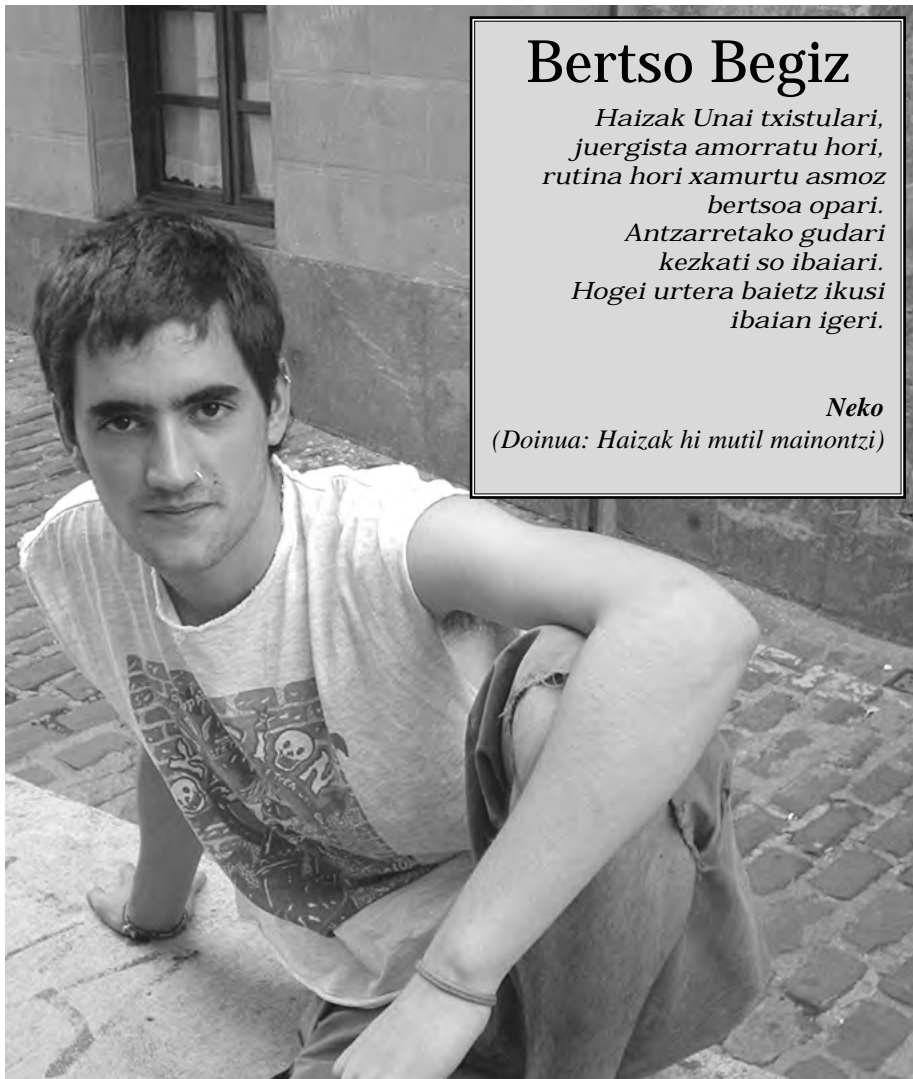 Bertso Begiz
Haizak Unai txistulari,
juergista amorratu hori,
rutina hori xamurtu asmoz
bertsoa opari.
Antzarretako gudari
kezkati so ibaiari.
Hogei urtera baietz ikusi
ibaian igeri.
Neko
(Doinua: Haizak hi mutil mainontzi)